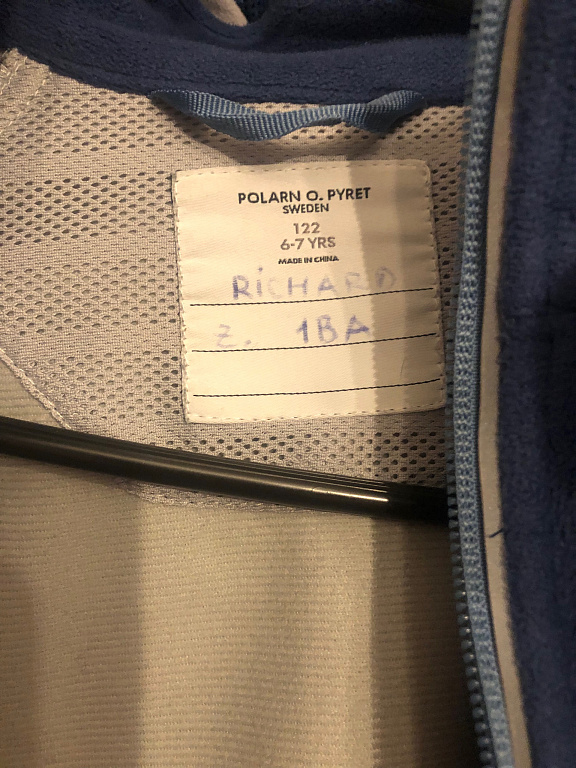 POLARN O. PYRET
SWEDEN
122
6-7 YRS
MADE IN CHINA
RiCHARD
Z. 1BA